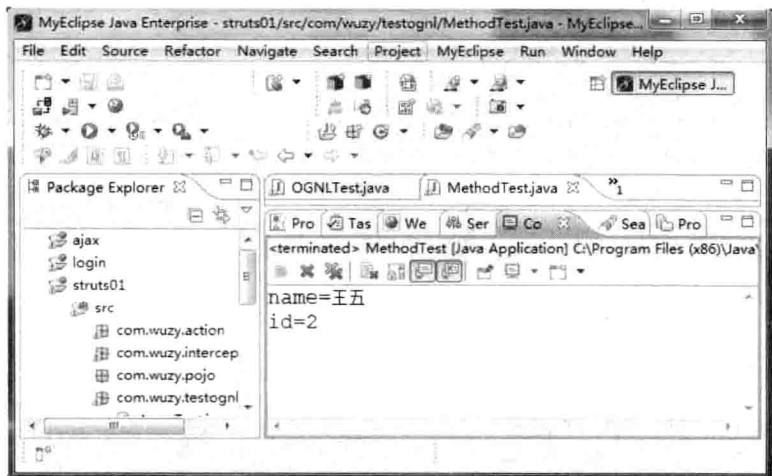 MyEclipse Java Enterprise - struts01/src/com/wuzy/testognl/MethodTest.java - MyEclipse...
File Edit Source Refactor Navigate Search Project MyEclipse Run Window Help
MyEclipse J...
Package Explorer
OGNLTest.java
MethodTest.java
»1
Pro Tas We Ser Co Sea Pro
<terminated> MethodTest [Java Application] C:\Program Files (x86)\Java\
ajax
login
struts01
src
com.wuzy.action
com.wuzy.intercep
com.wuzy.pojo
com.wuzy.testognl
name=王五
id=2